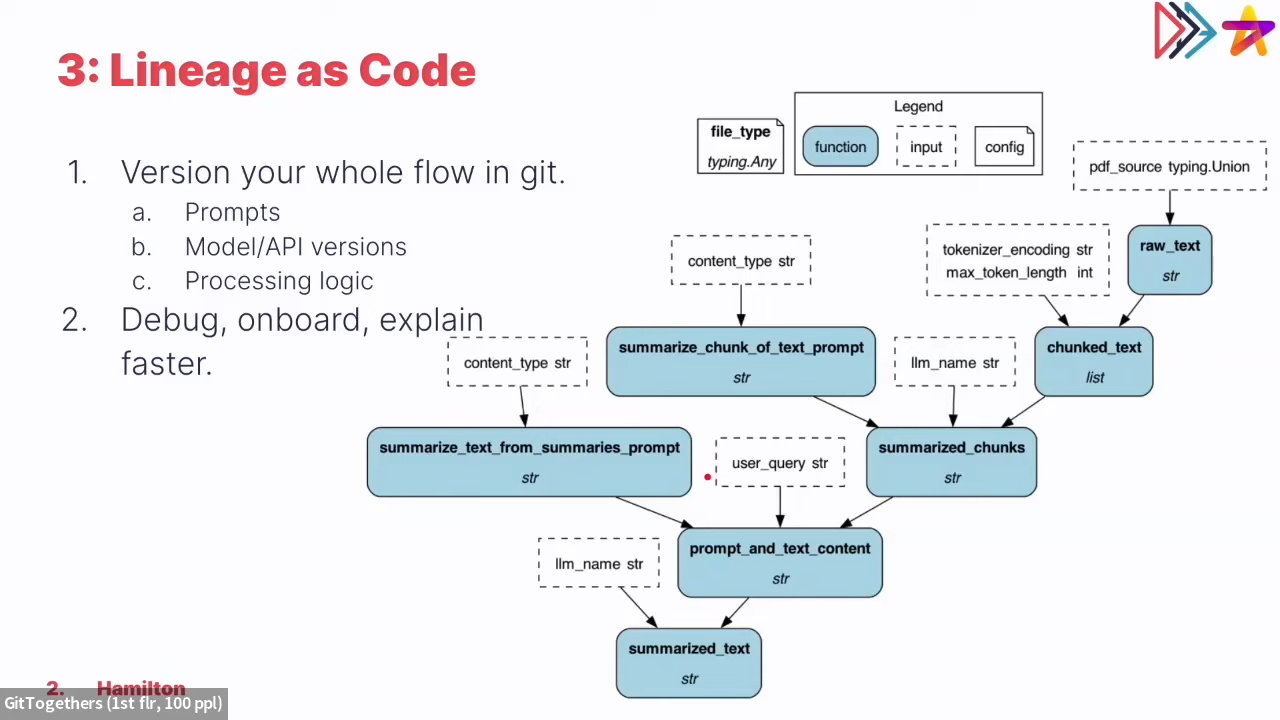 3: Lineage as Code
1. Version your whole flow in git.
a. Prompts
b. Model/API versions
c. Processing logic
2. Debug, onboard, explain
faster.
file_type
typing.Any
Legend
function
input
config
pdf_source typing.Union
content_type str
tokenizer_encoding str
max_token_length int
raw_text
str
content_type str
summarize_chunk_of_text_prompt
str
llm_name str
chunked_text
list
summarize_text_from_summaries_prompt
str
user_query str
summarized_chunks
str
llm_name str
prompt_and_text_content
str
summarized_text
str
2. Hamilton
GitTogethers (1st flr, 100 ppl)